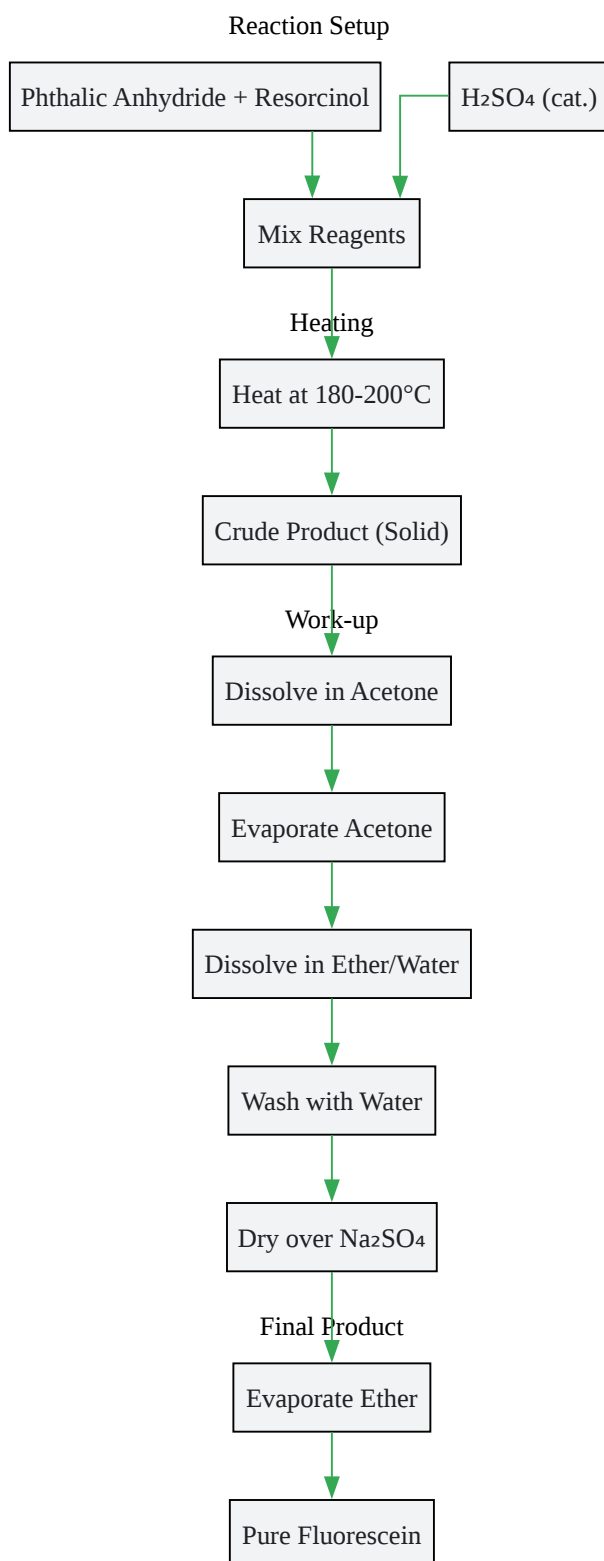 Reaction Setup
Phthalic Anhydride + Resorcinol
H₂SO₄ (cat.)
Mix Reagents
Heating
Heat at 180-200°C
Crude Product (Solid)
Work-up
Dissolve in Acetone
Evaporate Acetone
Dissolve in Ether/Water
Wash with Water
Dry over Na₂SO₄
Final Product
Evaporate Ether
Pure Fluorescein